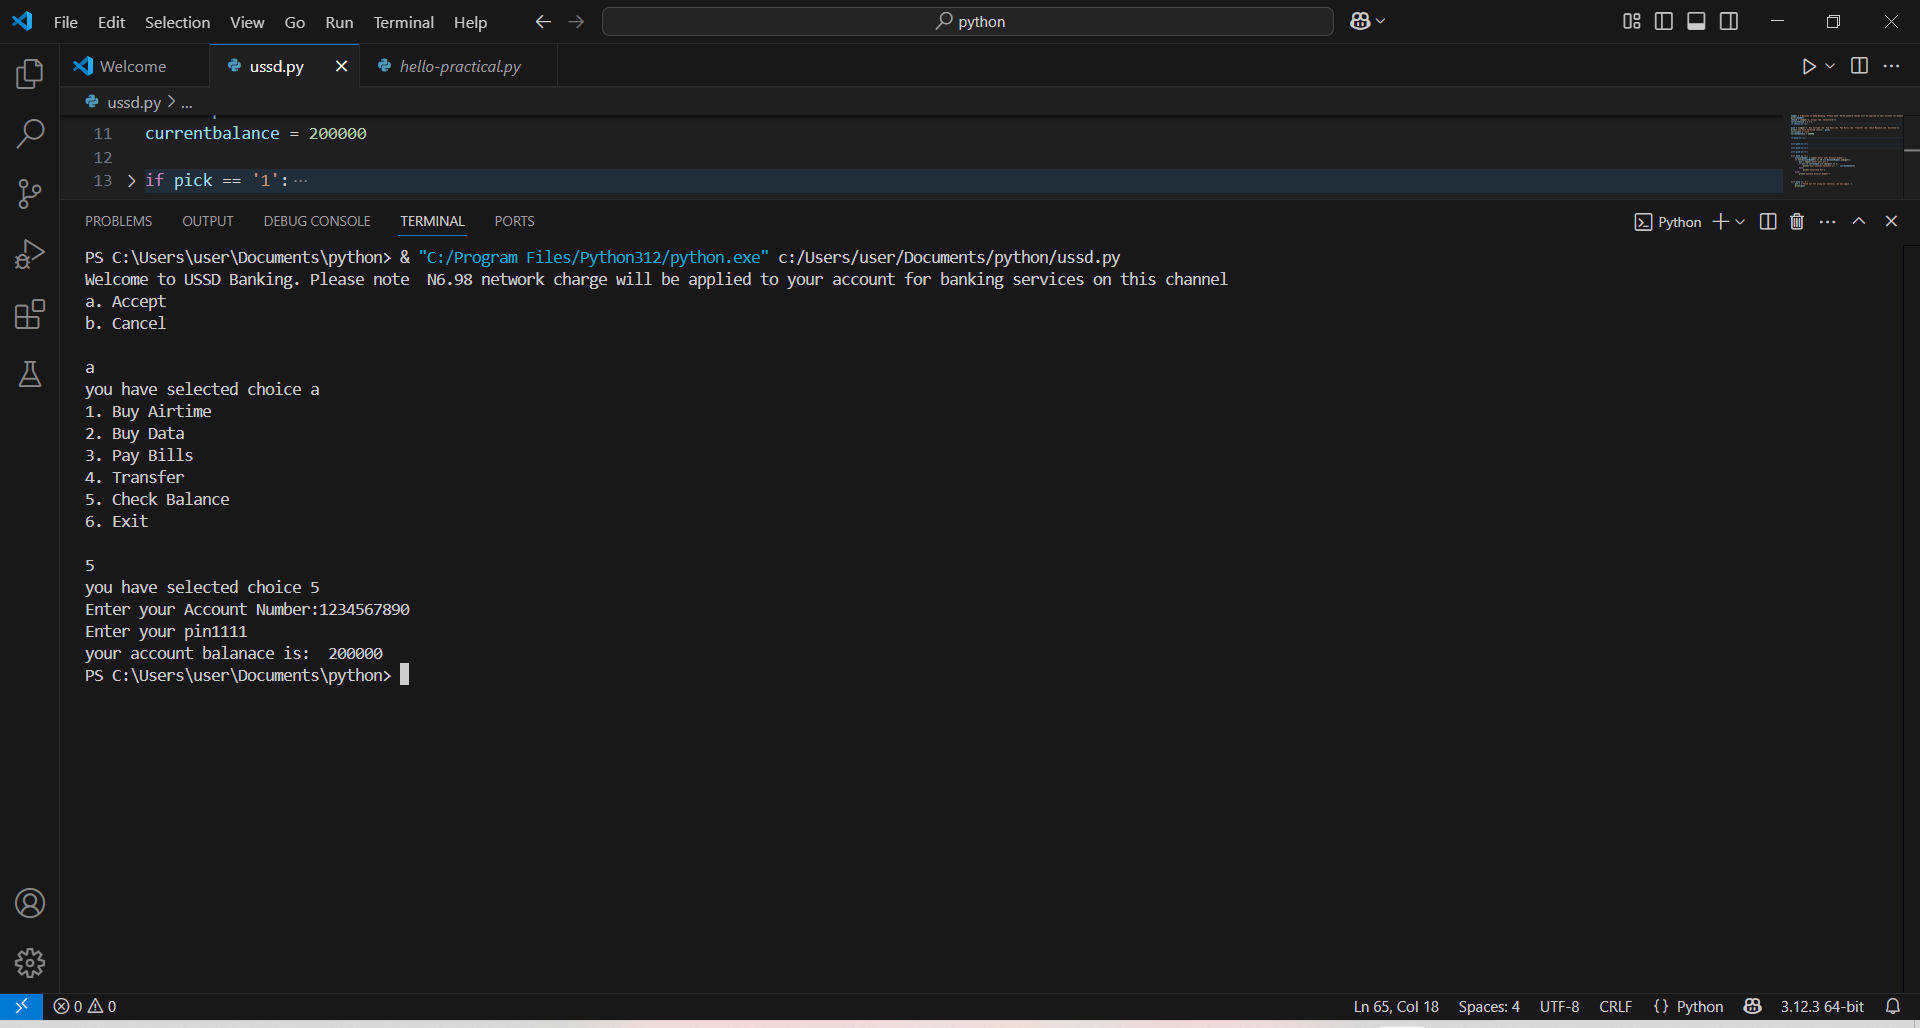 File Edit Selection View Go Run Terminal Help
python
Welcome
ussd.py
hello-practical.py
ussd.py > ...
11 currentbalance = 200000
12
13 if pick == '1': ...
PROBLEMS OUTPUT DEBUG CONSOLE TERMINAL PORTS
Python
PS C:\Users\user\Documents\python> & "C:/Program Files/Python312/python.exe" c:/Users/user/Documents/python/ussd.py
Welcome to USSD Banking. Please note  N6.98 network charge will be applied to your account for banking services on this channel
a. Accept
b. Cancel
a
you have selected choice a
1. Buy Airtime
2. Buy Data
3. Pay Bills
4. Transfer
5. Check Balance
6. Exit
5
you have selected choice 5
Enter your Account Number:1234567890
Enter your pin1111
your account balanace is:  200000
PS C:\Users\user\Documents\python>
0 0
Ln 65, Col 18 Spaces: 4 UTF-8 CRLF {} Python 3.12.3 64-bit